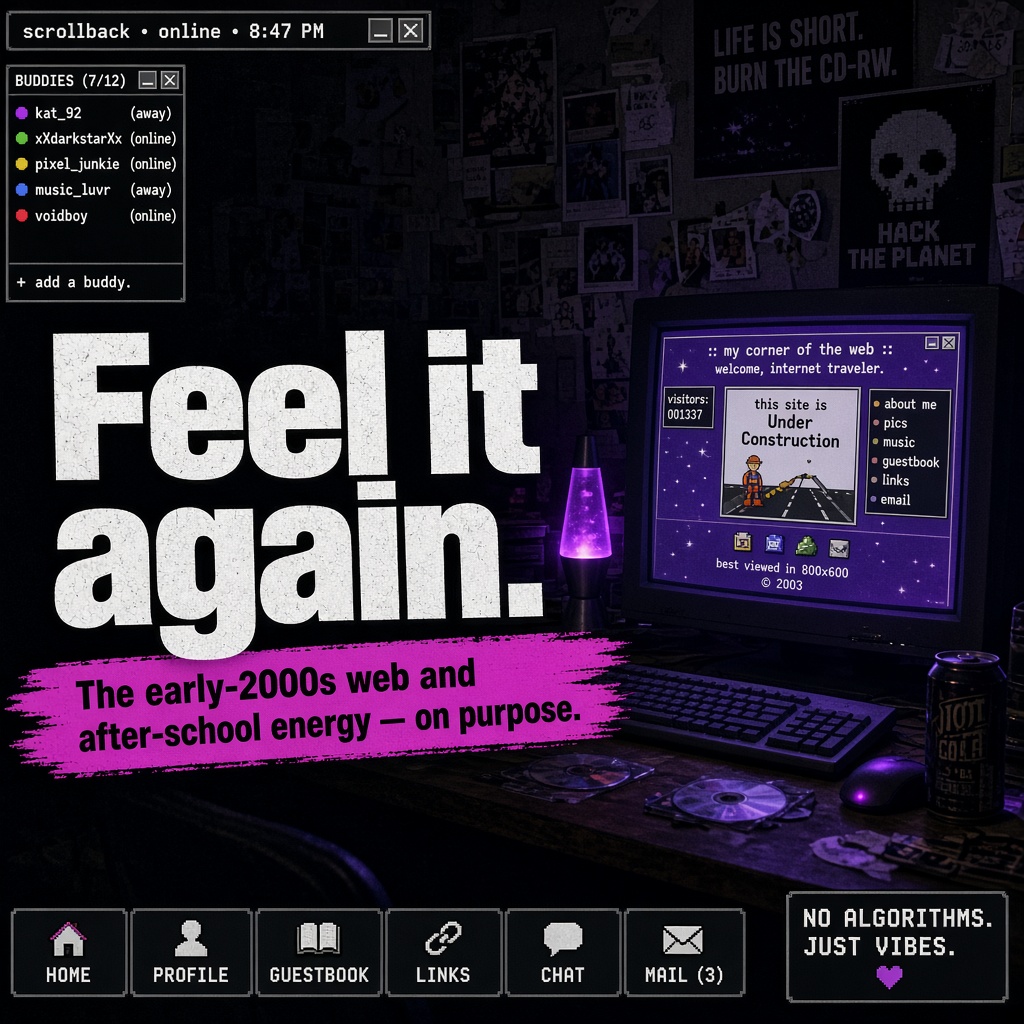 scrollback • online • 8:47 PM
BUDDIES (7/12)
kat_92 (away)
xXdarkstarXx (online)
pixel_junkie (online)
music_luvr (away)
voidboy (online)
+ add a buddy.
LIFE IS SHORT.
BURN THE CD-RW.
HACK
THE PLANET
Feel it
again.
The early-2000s web and
after-school energy — on purpose.
:: my corner of the web ::
welcome, internet traveler.
visitors:
001337
this site is
Under
Construction
about me
pics
music
guestbook
links
email
best viewed in 800x600
© 2003
HOME
PROFILE
GUESTBOOK
LINKS
CHAT
MAIL (3)
NO ALGORITHMS.
JUST VIBES.